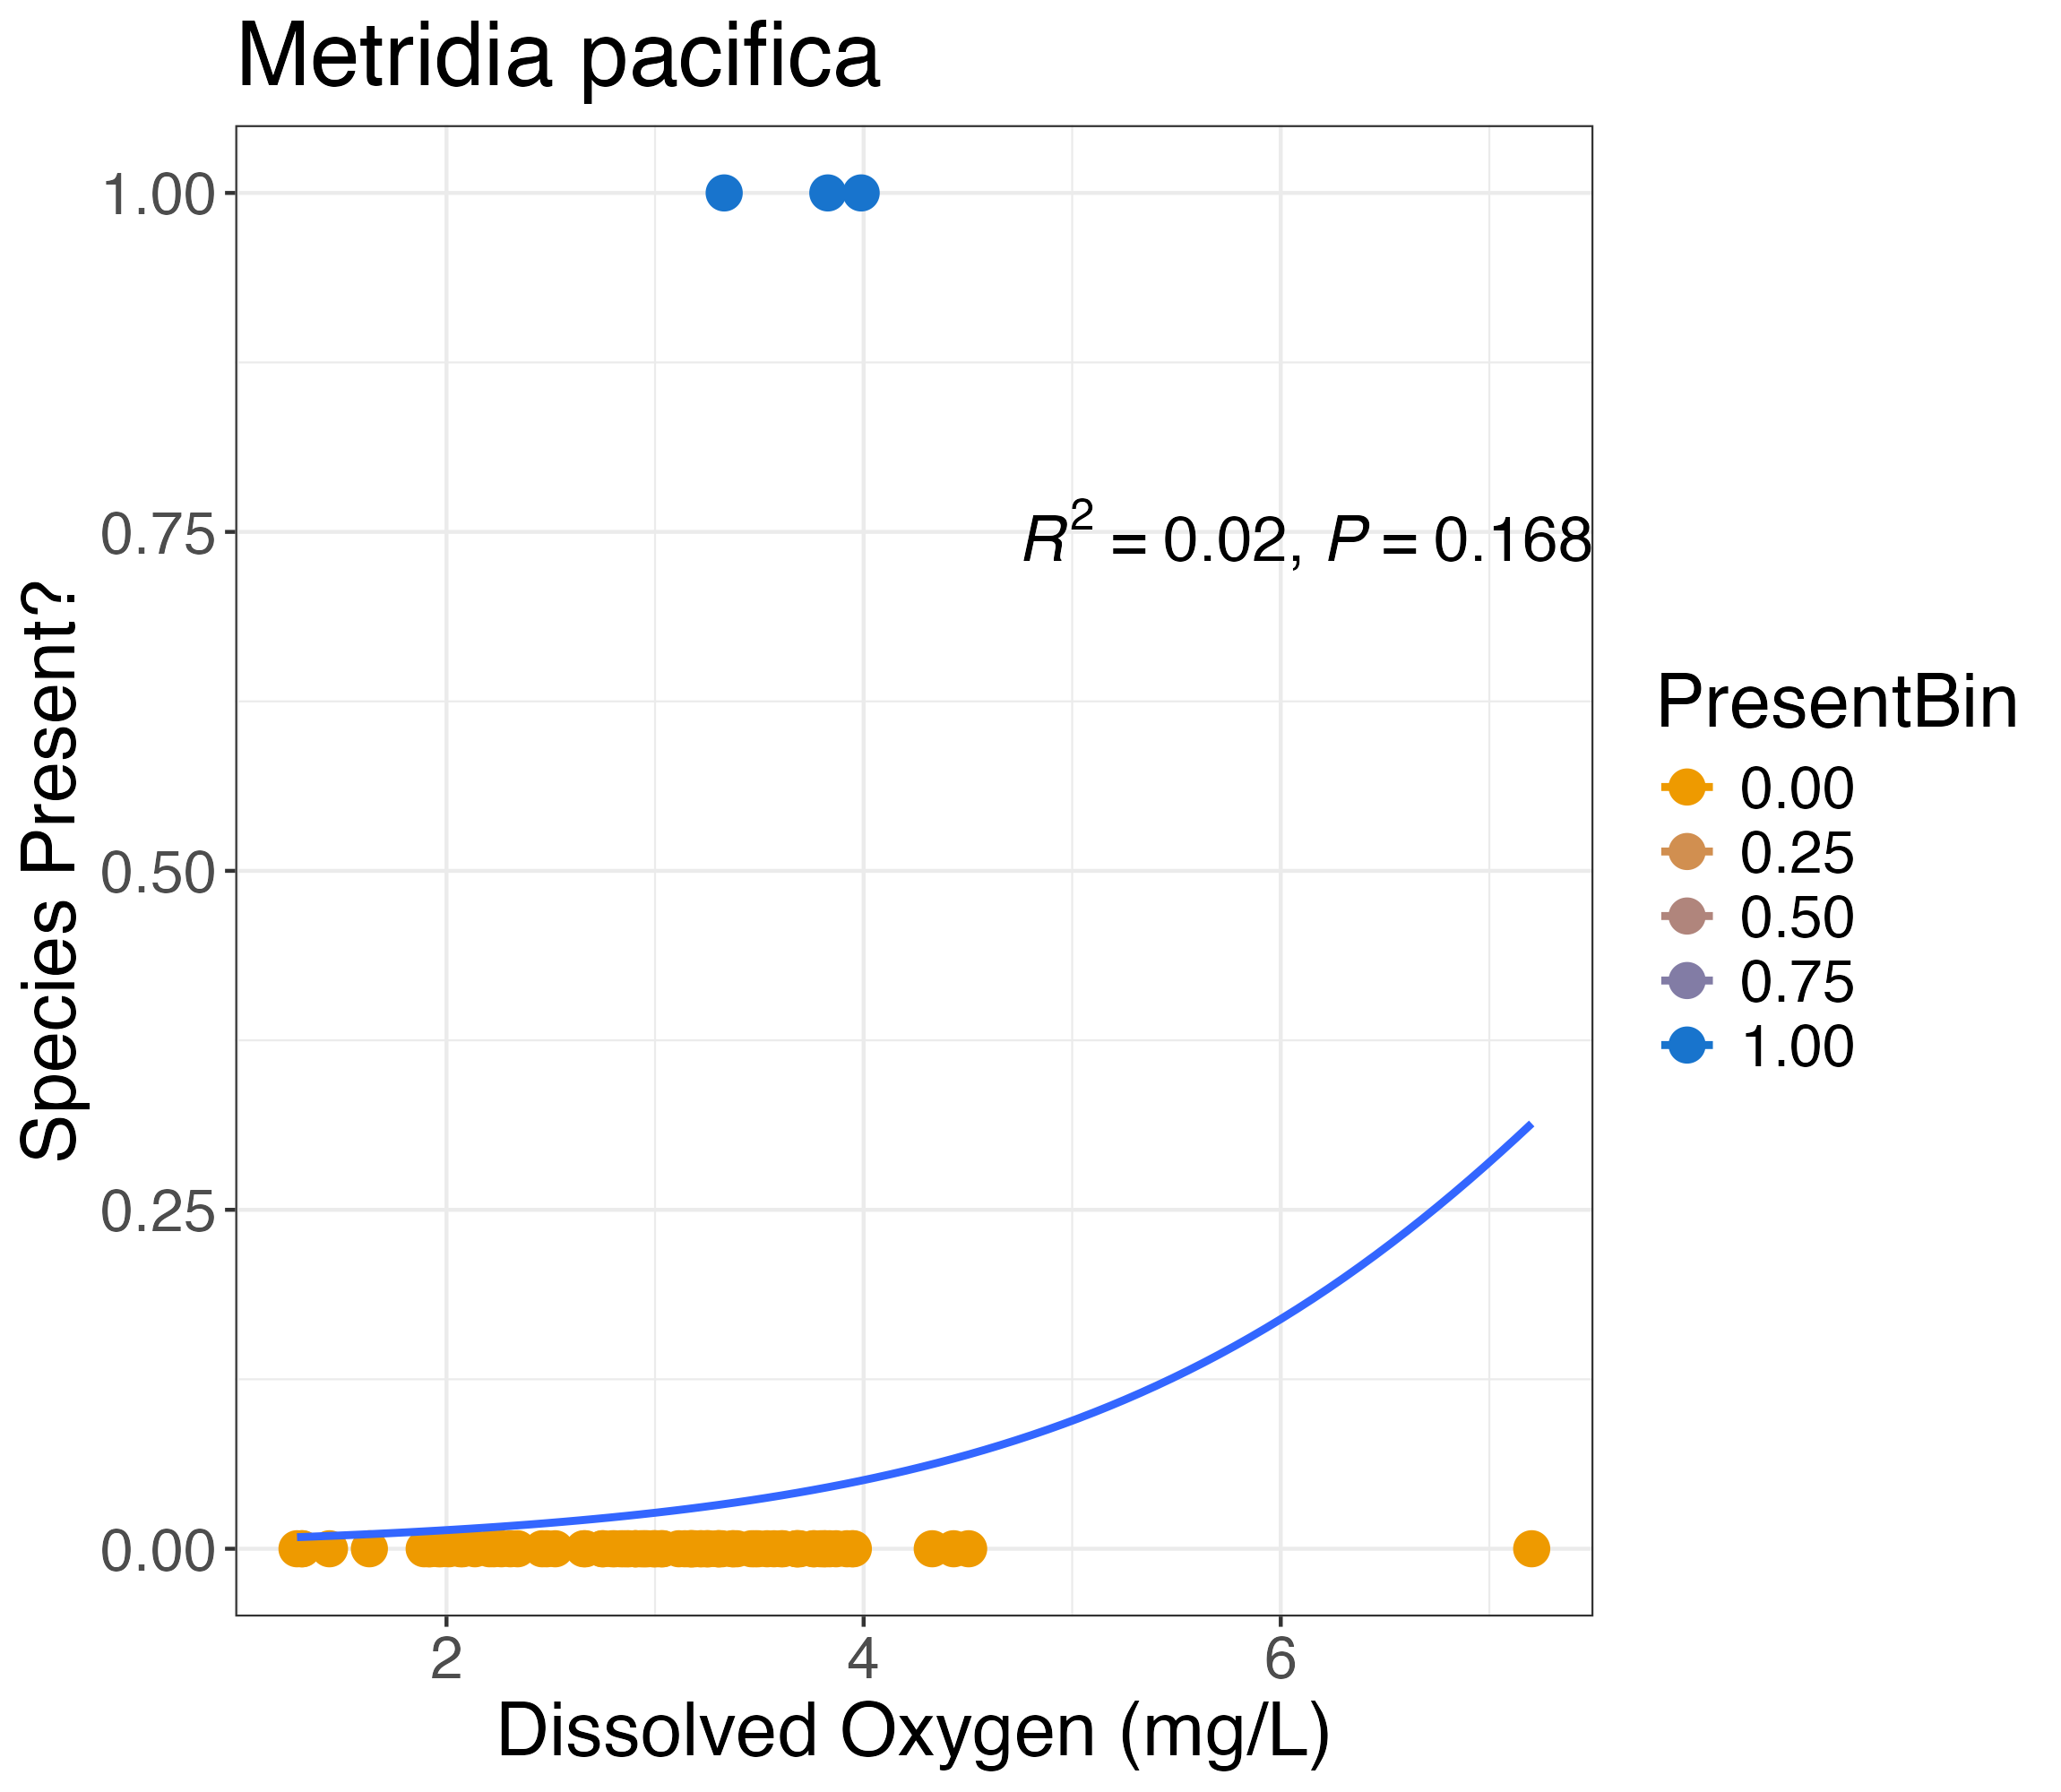 Metridia pacifica
1.00
0.75
0.50
0.25
0.00
Species Present?
R² = 0.02, P = 0.168
2 4 6
Dissolved Oxygen (mg/L)
PresentBin
0.00
0.25
0.50
0.75
1.00